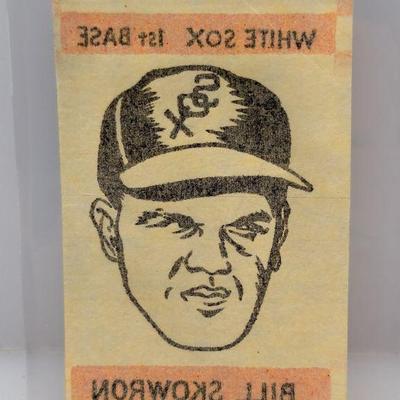 WHITE SOX 1st BASE
SOX
BILL SKOWRON